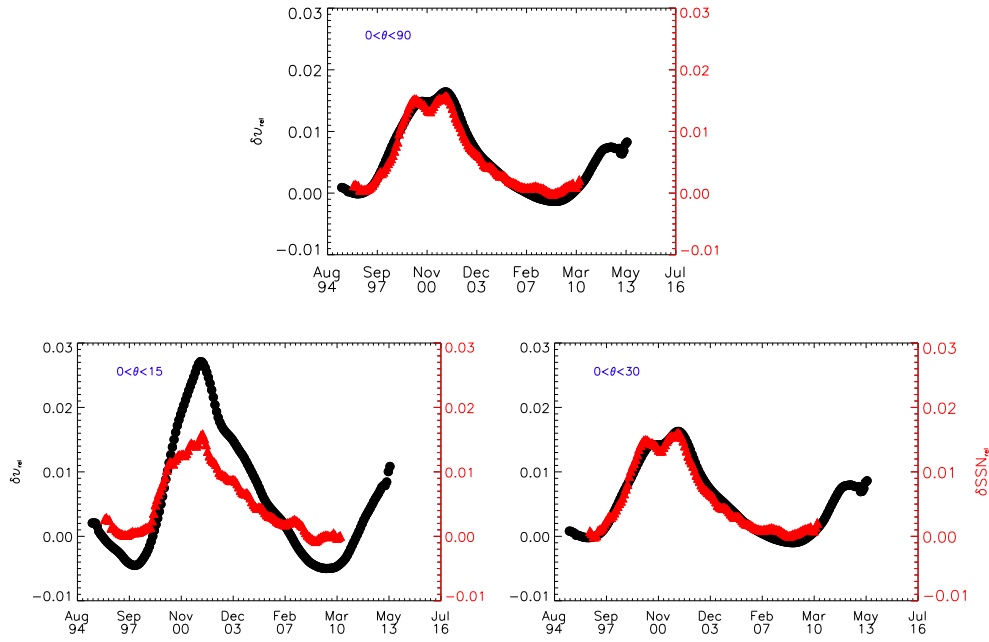 0.03
0.02
0.01
0.00
−0.01
δν_rel
0<θ<90
0.03
0.02
0.01
0.00
−0.01
Aug 94
Sep 97
Nov 00
Dec 03
Feb 07
Mar 10
May 13
Jul 16
0.03
0.02
0.01
0.00
−0.01
δν_rel
0<θ<15
0.03
0.02
0.01
0.00
−0.01
Aug 94
Sep 97
Nov 00
Dec 03
Feb 07
Mar 10
May 13
Jul 16
0.03
0.02
0.01
0.00
−0.01
0<θ<30
0.03
0.02
0.01
0.00
−0.01
δSSN_rel
Aug 94
Sep 97
Nov 00
Dec 03
Feb 07
Mar 10
May 13
Jul 16